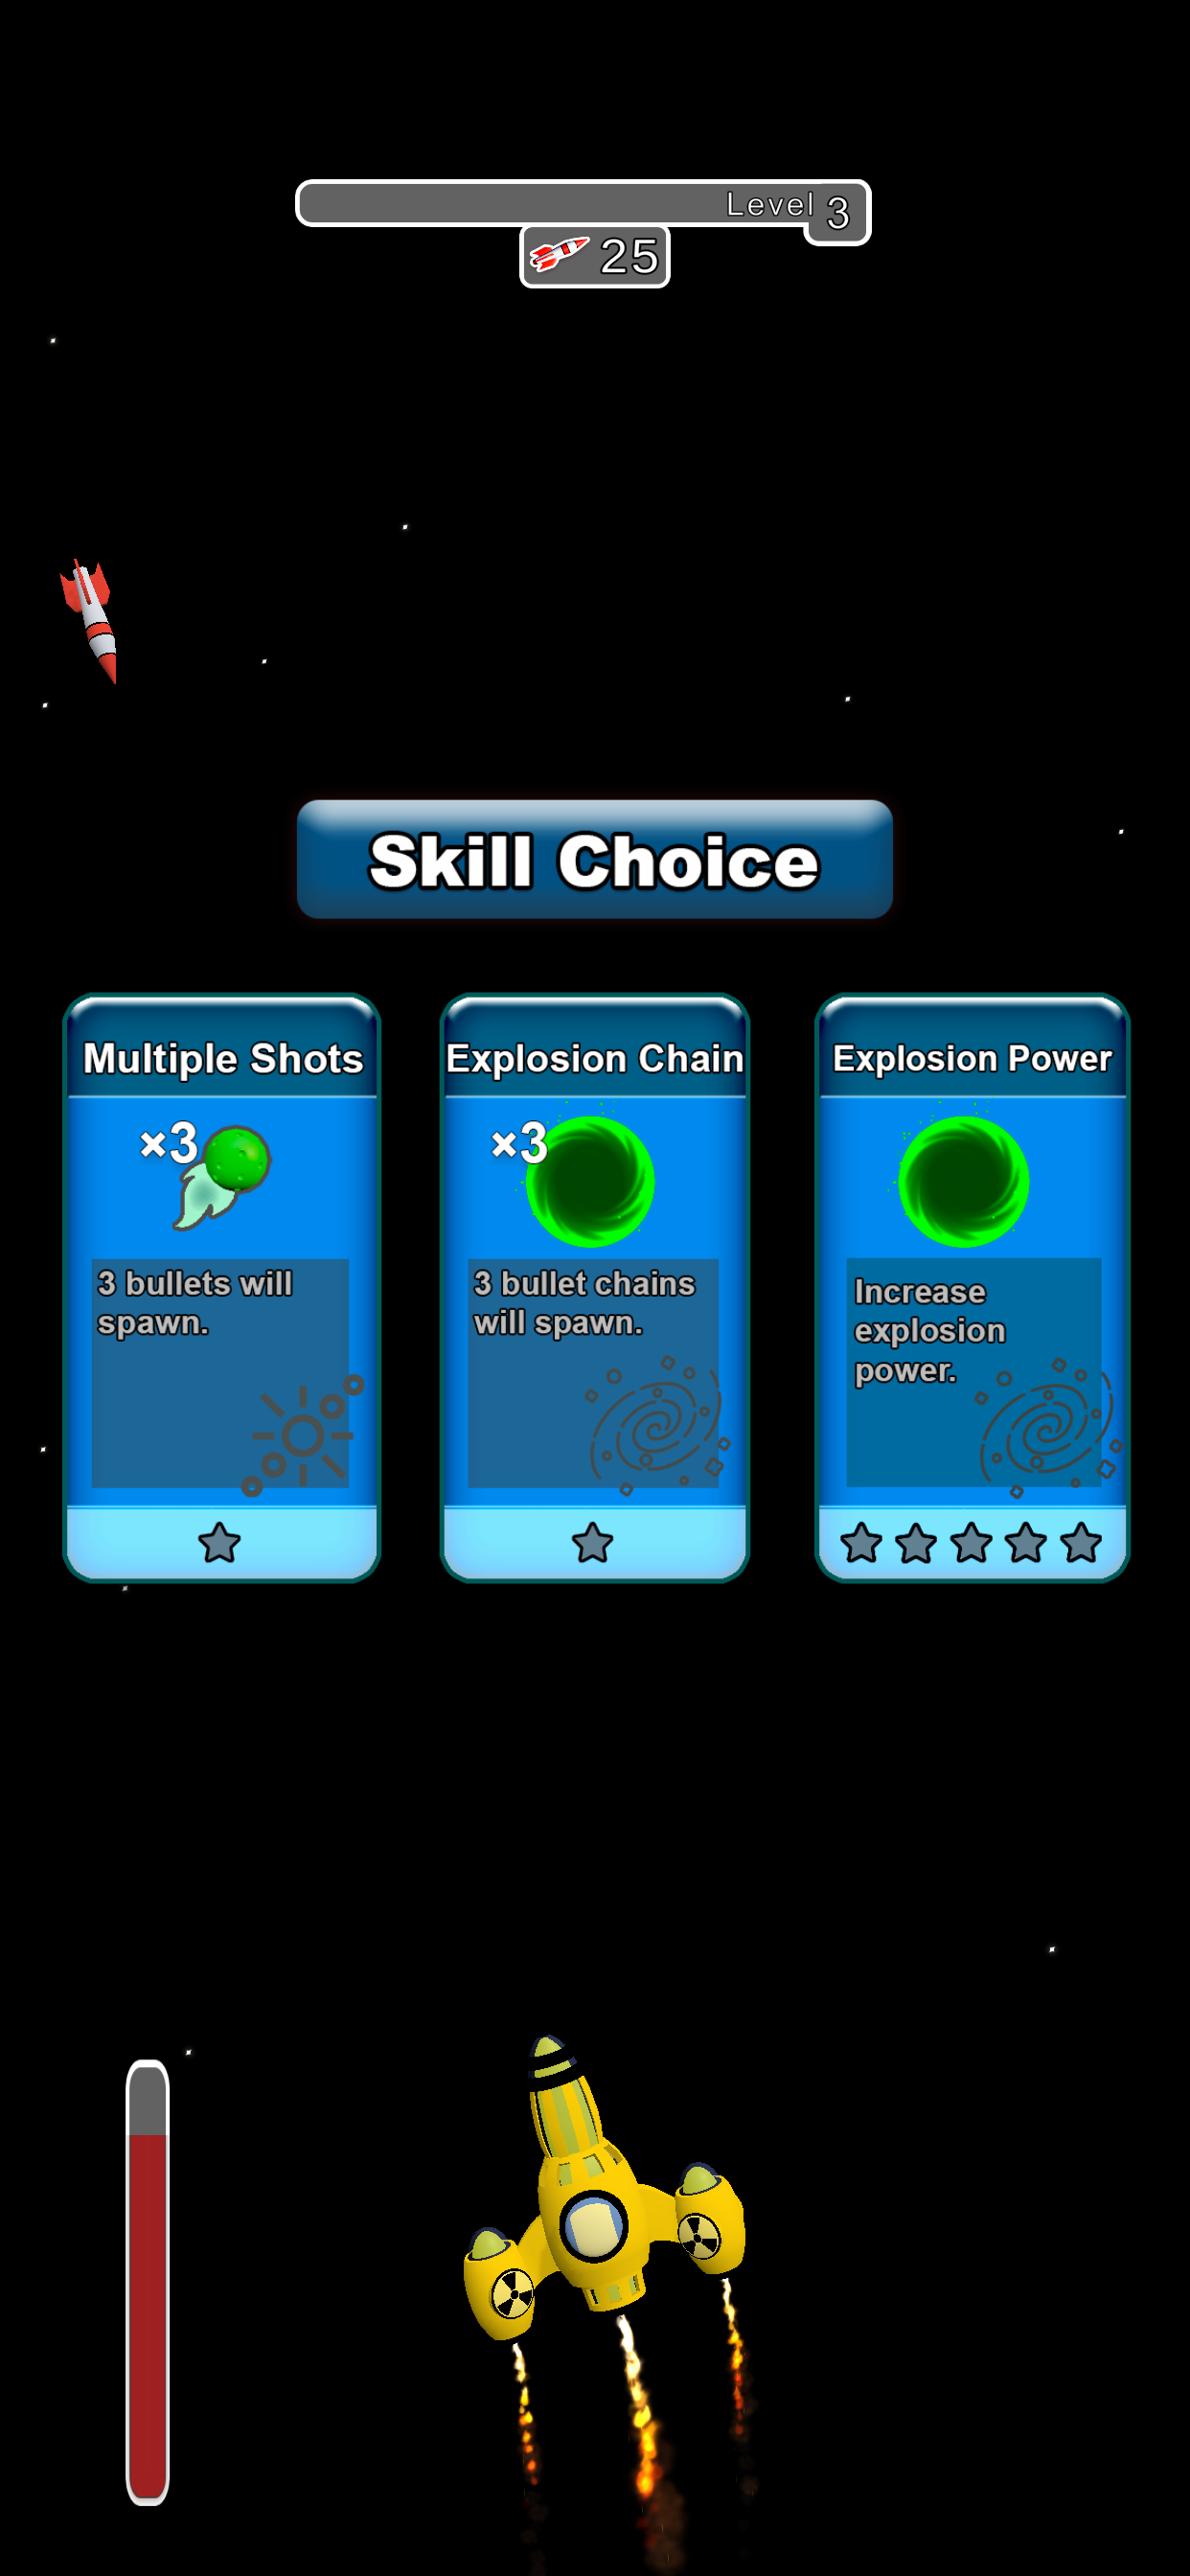 Level 3
25
Skill Choice
Multiple Shots
×3
3 bullets will
spawn.
Explosion Chain
×3
3 bullet chains
will spawn.
Explosion Power
Increase
explosion
power.